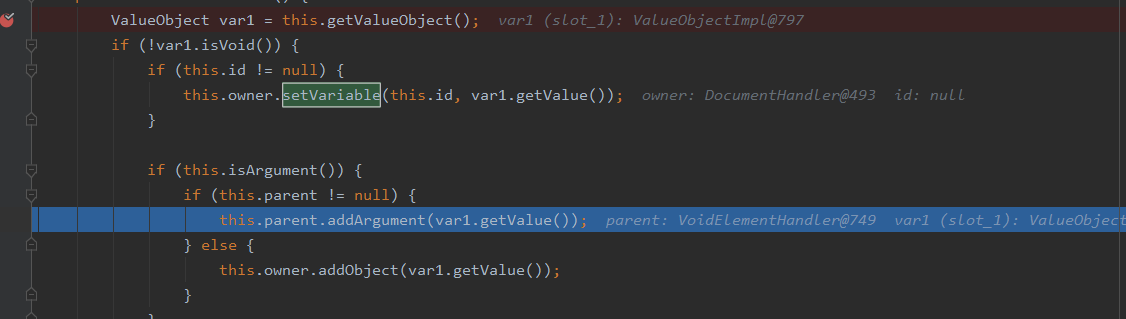 ValueObject var1 = this.getValueObject(); var1 (slot_1): ValueObjectImpl@797
if (!var1.isVoid()) {
if (this.id != null) {
this.owner.setVariable(this.id, var1.getValue()); owner: DocumentHandler@493 id: null
}
if (this.isArgument()) {
if (this.parent != null) {
this.parent.addArgument(var1.getValue()); parent: VoidElementHandler@749 var1 (slot_1): ValueObject
} else {
this.owner.addObject(var1.getValue());
}